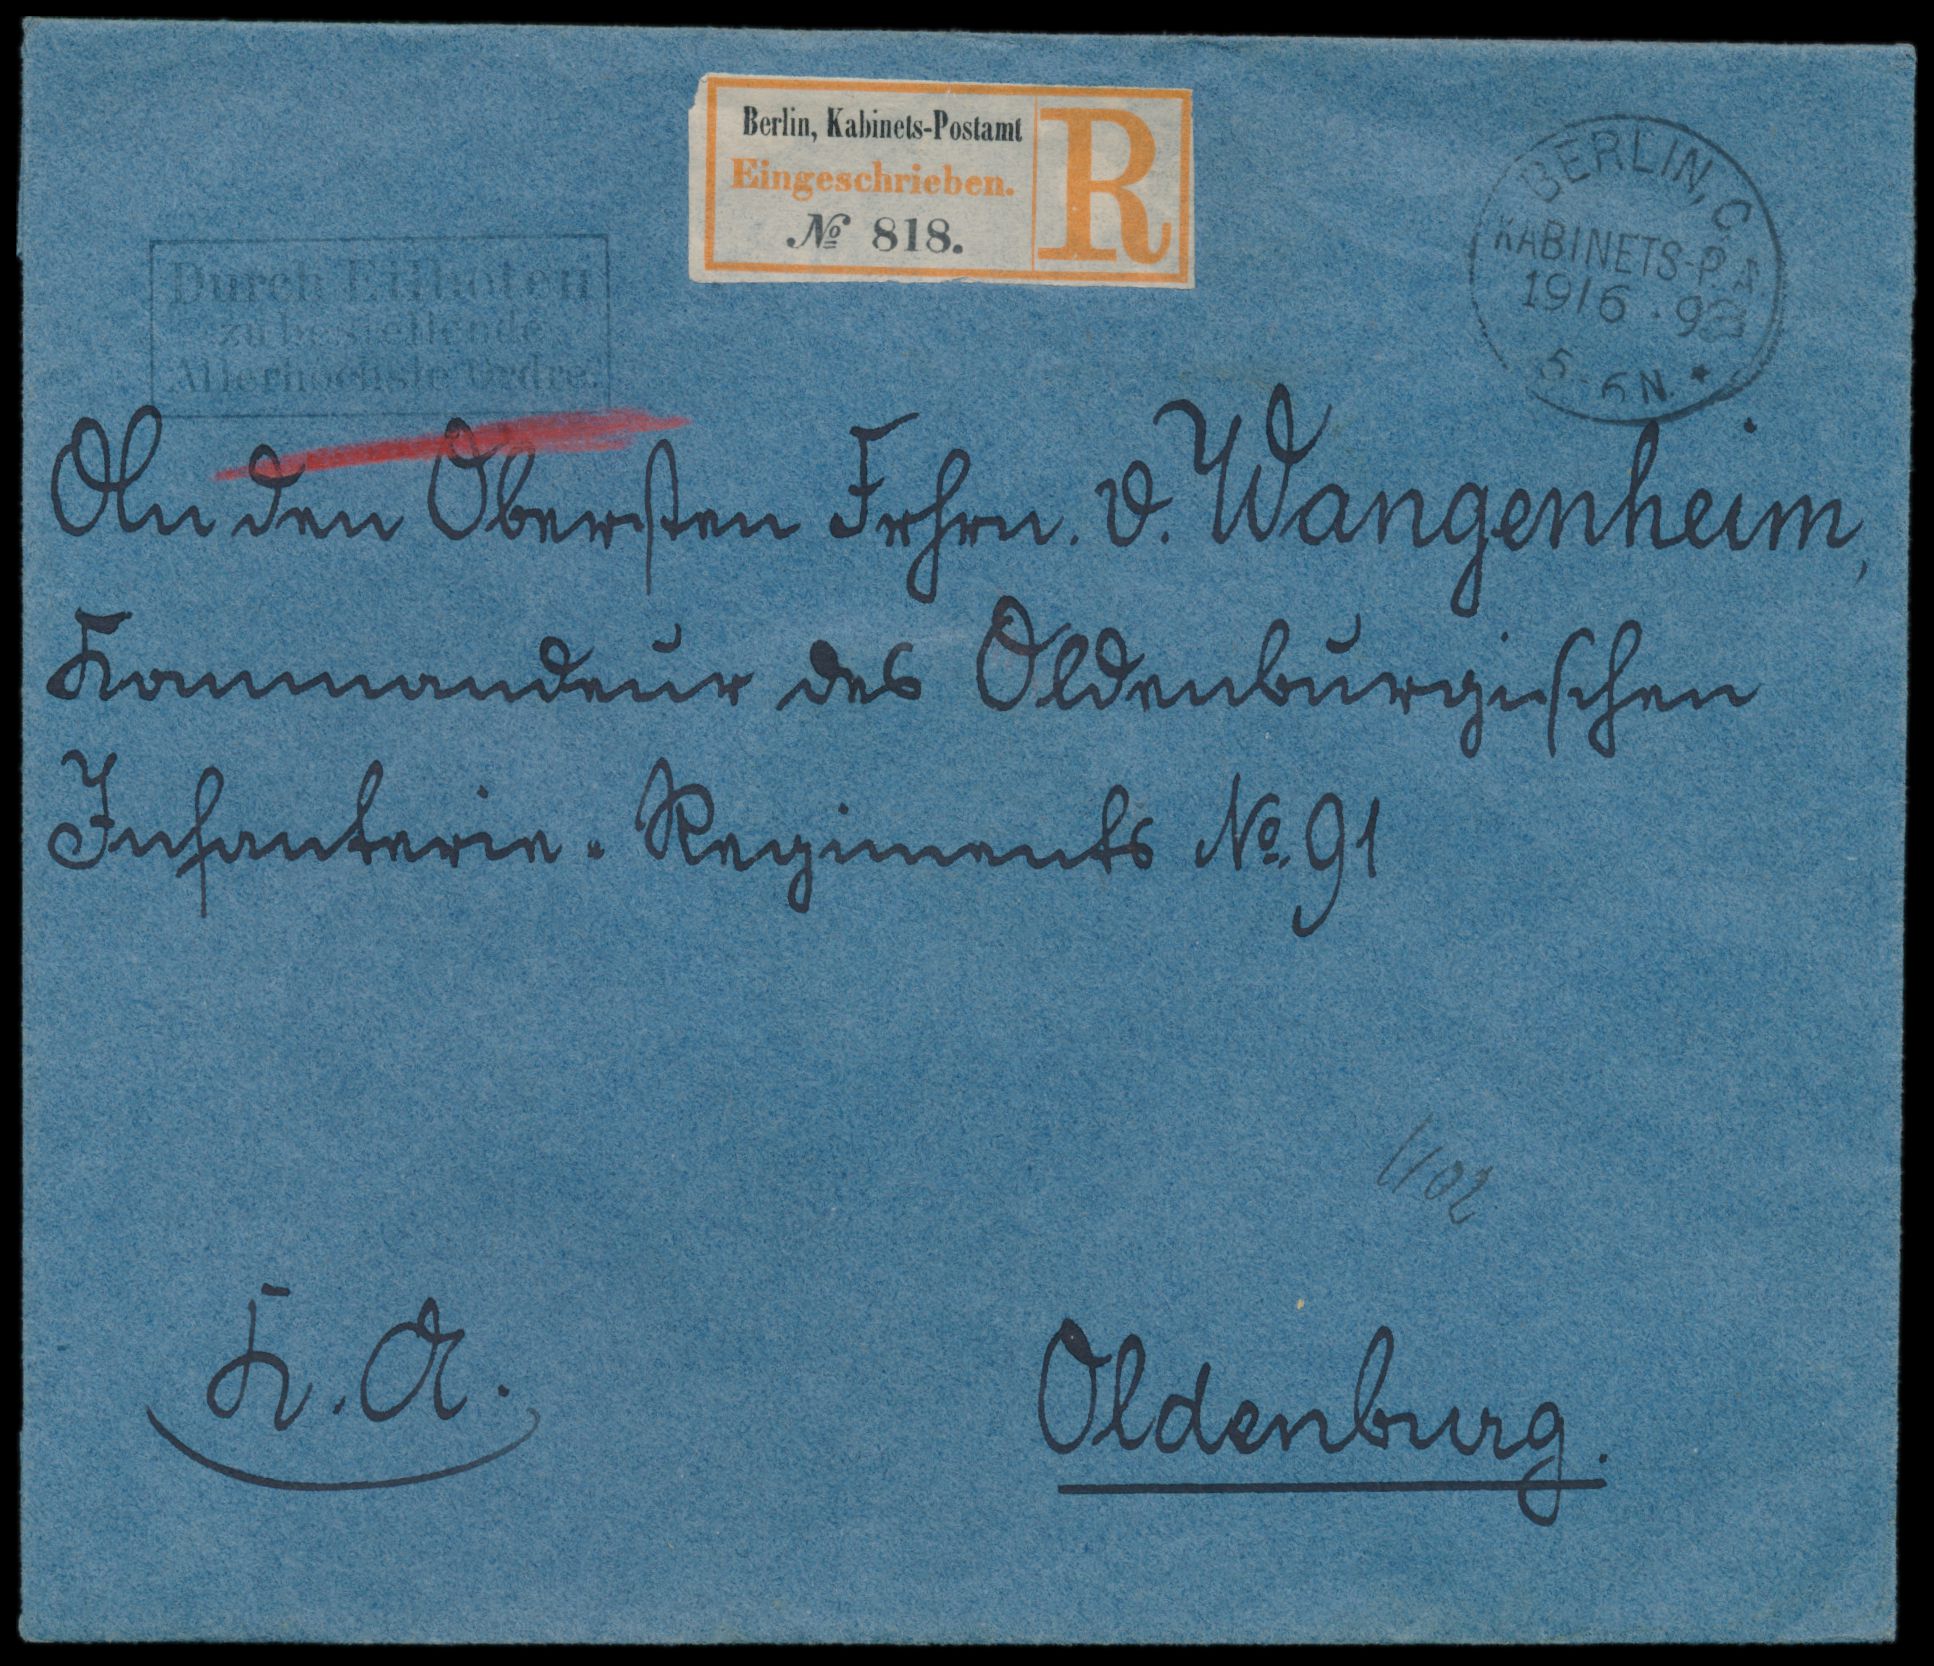 Berlin, Kabinets-Postamt
Eingeschrieben.
№ 818.
R
BERLIN, C.
KABINETS-P.A.
19/6 . 92
5-6N. *
Durch Eilboten
zu bestellende
Allerhöchste Ordre.
An den Obersten Frhrn. v. Wangenheim,
Kommandeur des Oldenburgischen
Infanterie-Regiments No. 91
K. A.
Oldenburg.